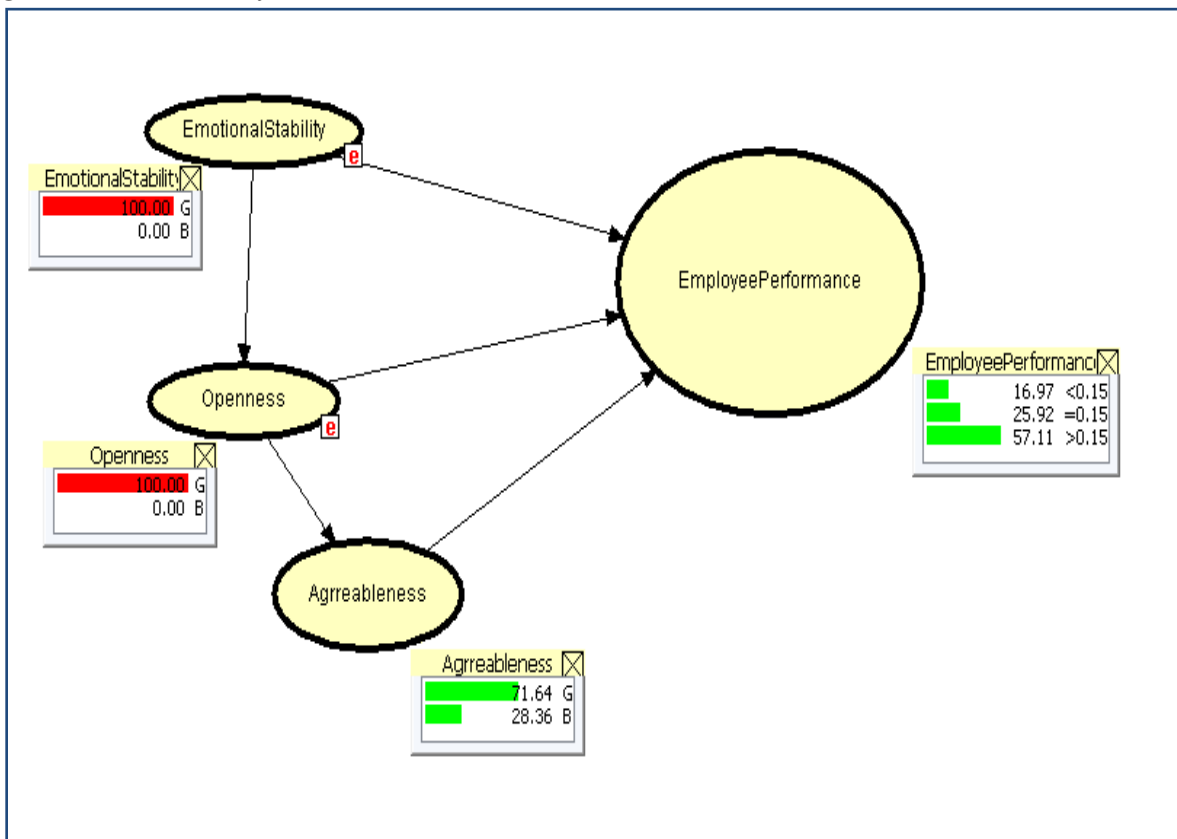 EmotionalStability
e
EmotionalStability
100.00 G
0.00 B
EmployeePerformance
EmployeePerformanc
16.97 <0.15
25.92 =0.15
57.11 >0.15
Openness
e
Openness
100.00 G
0.00 B
Agrreableness
Agrreableness
71.64 G
28.36 B